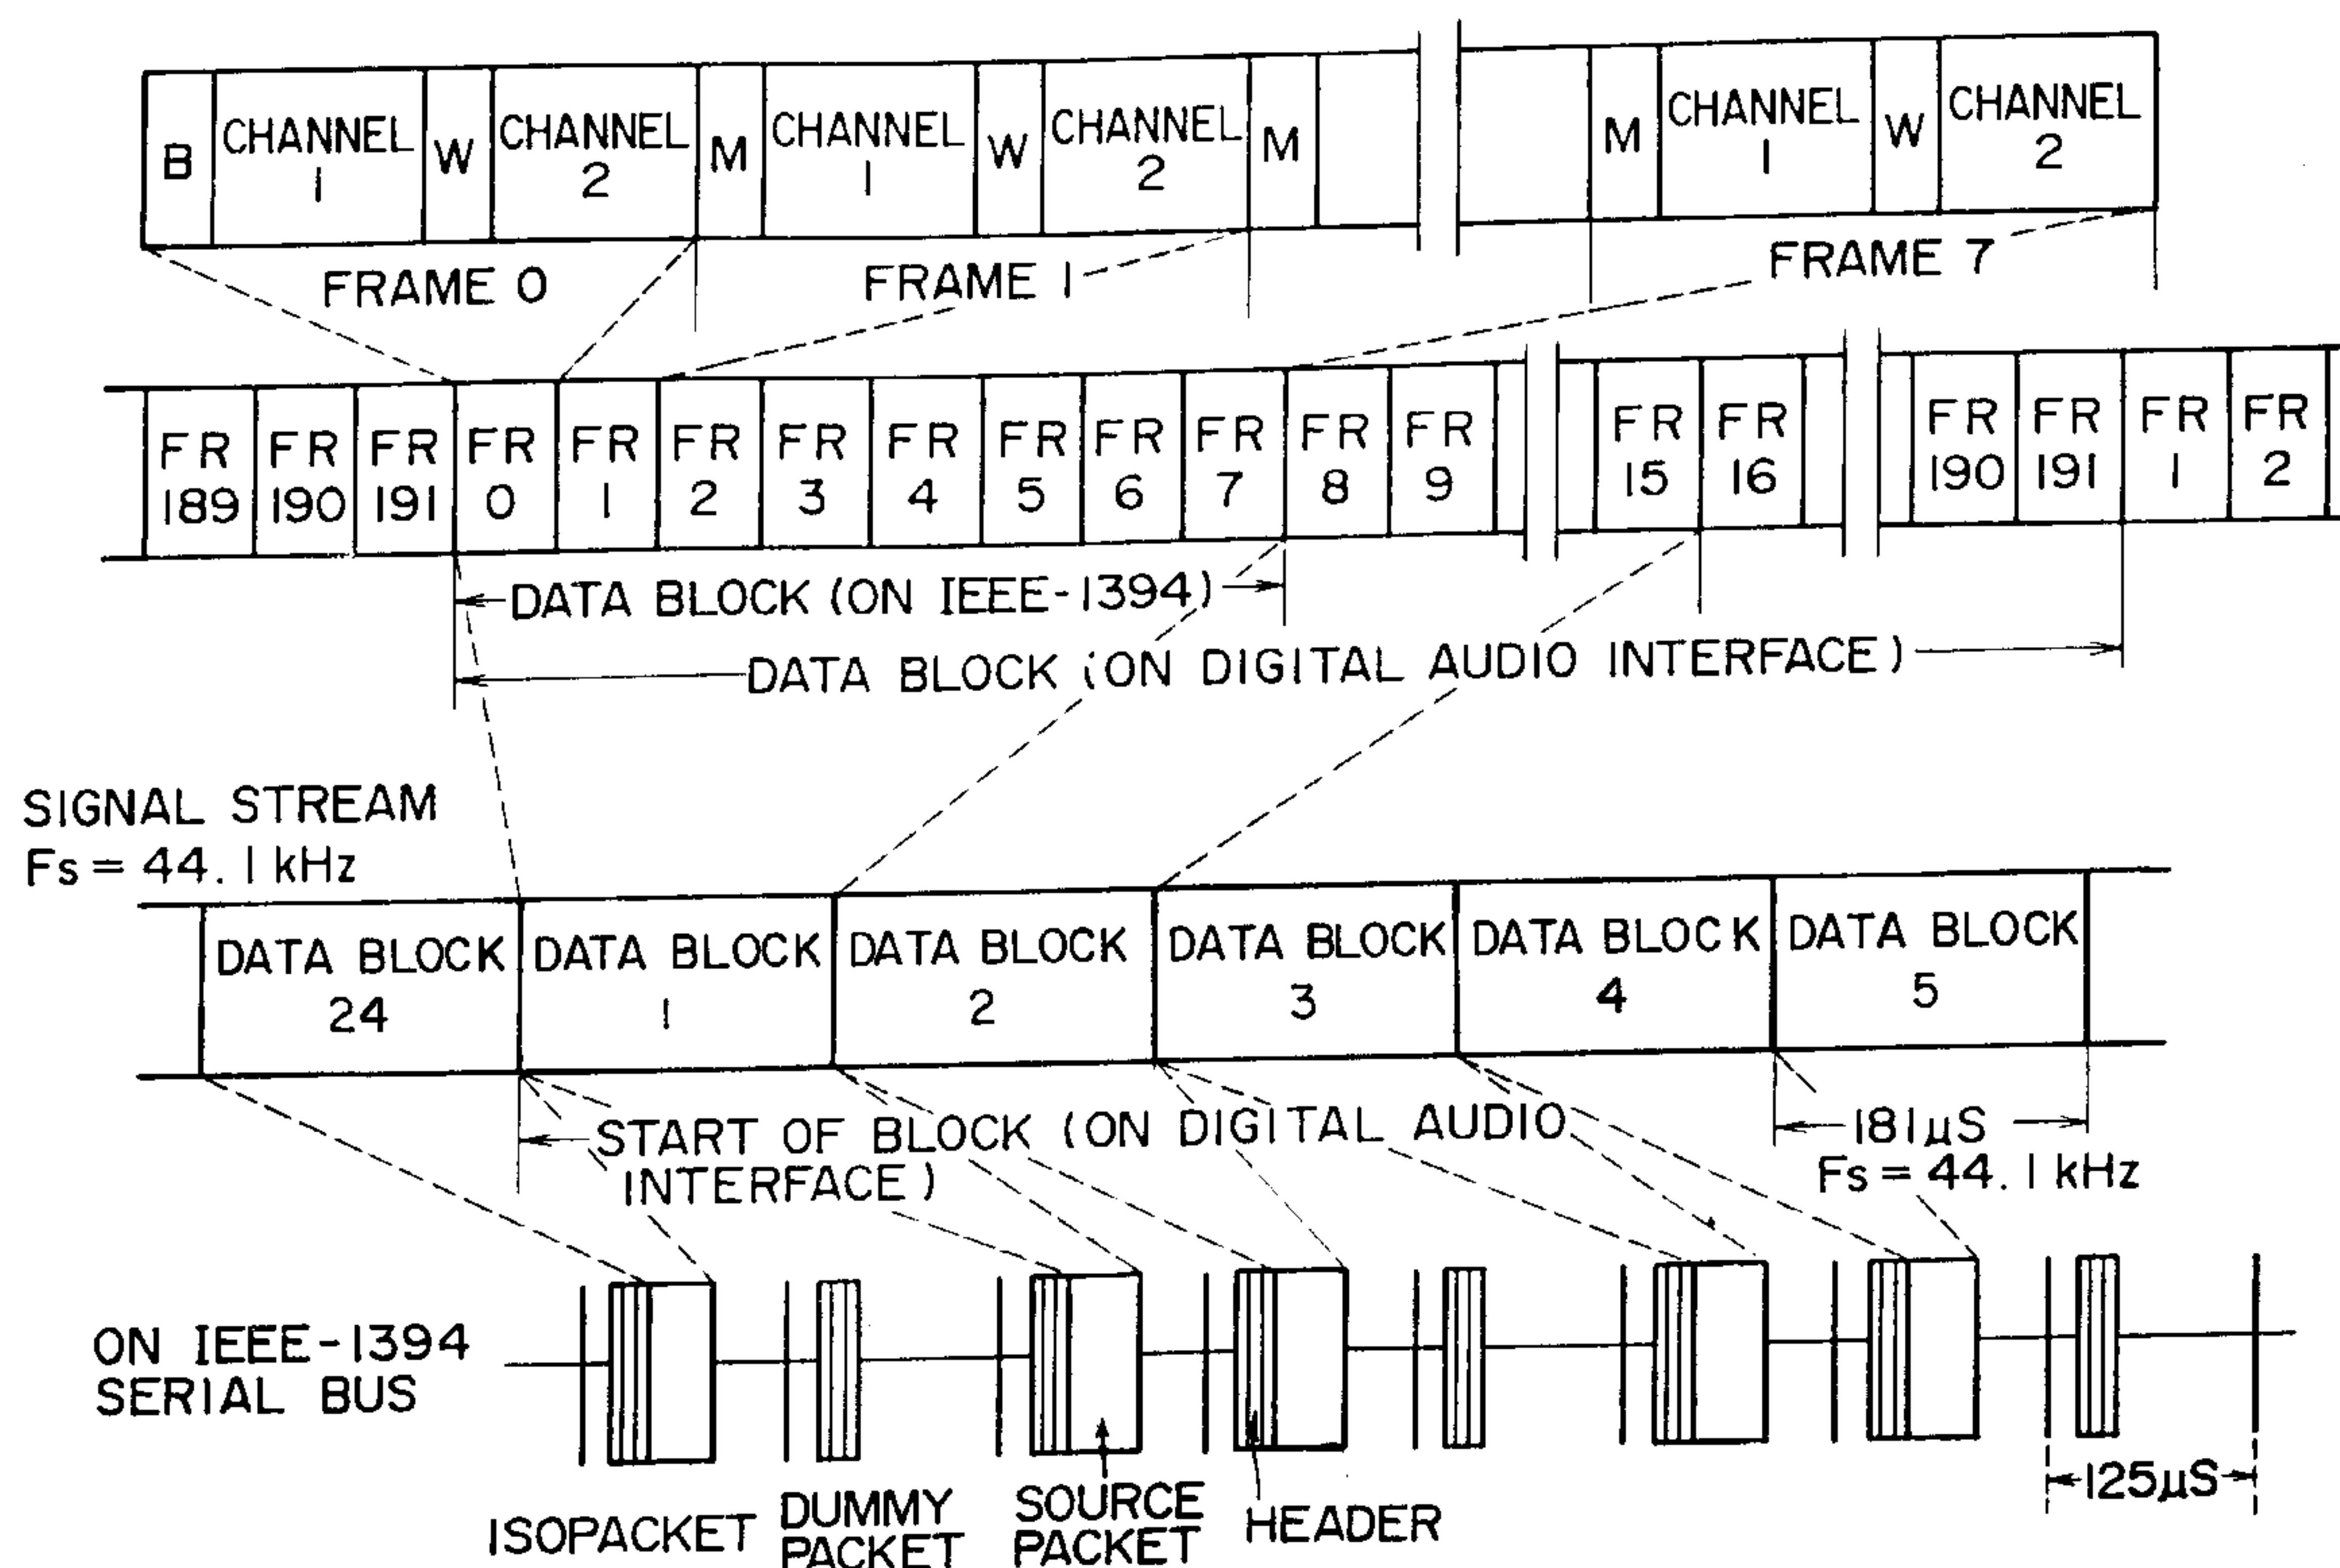 B CHANNEL 1 W CHANNEL 2 M CHANNEL 1 W CHANNEL 2 M M CHANNEL 1 W CHANNEL 2
FRAME 0 FRAME 1 FRAME 7
FR 189 FR 190 FR 191 FR 0 FR 1 FR 2 FR 3 FR 4 FR 5 FR 6 FR 7 FR 8 FR 9 FR 15 FR 16 FR 190 FR 191 FR 1 FR 2
DATA BLOCK (ON IEEE-1394)
DATA BLOCK (ON DIGITAL AUDIO INTERFACE)
SIGNAL STREAM
Fs = 44.1 kHz
DATA BLOCK 24 DATA BLOCK 1 DATA BLOCK 2 DATA BLOCK 3 DATA BLOCK 4 DATA BLOCK 5
START OF BLOCK (ON DIGITAL AUDIO
INTERFACE)
181µS
Fs = 44.1 kHz
ON IEEE-1394
SERIAL BUS
125µS
ISOPACKET
DUMMY
PACKET
SOURCE
PACKET
HEADER